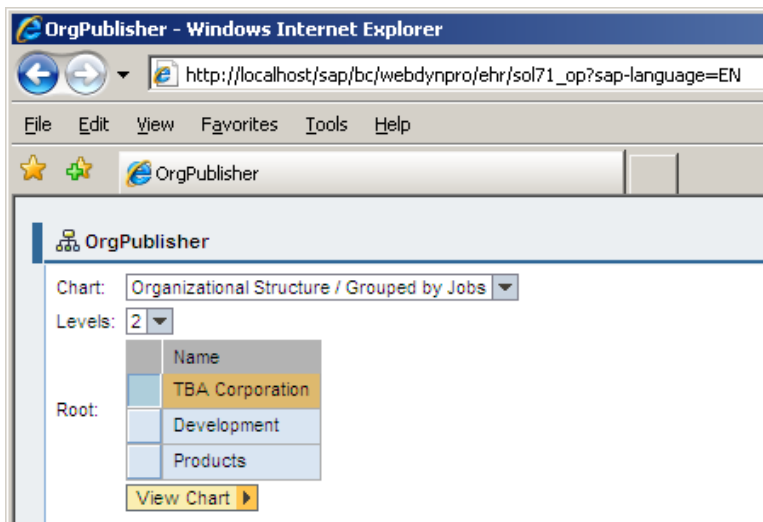 OrgPublisher - Windows Internet Explorer
http://localhost/sap/bc/webdynpro/ehr/sol71_op?sap-language=EN
File Edit View Favorites Tools Help
OrgPublisher
OrgPublisher
Chart: Organizational Structure / Grouped by Jobs
Levels: 2
Name
TBA Corporation
Root:
Development
Products
View Chart